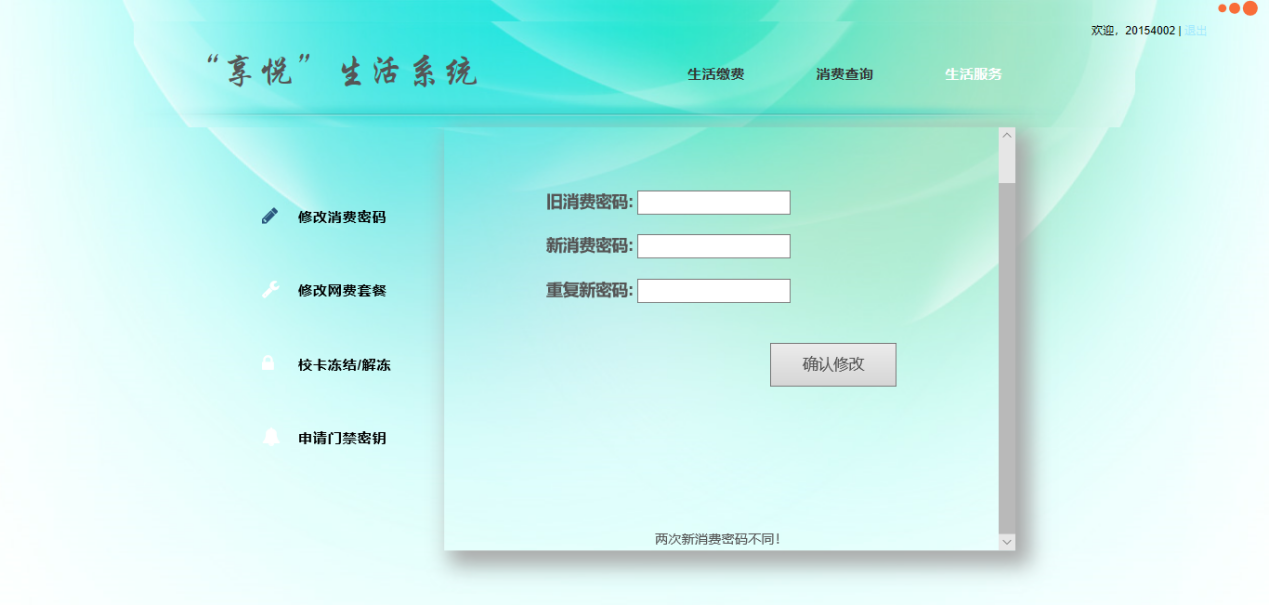 欢迎，20154002 | 退出
“享悦”生活系统
生活缴费 消费查询 生活服务
修改消费密码
修改网费套餐
校卡冻结/解冻
申请门禁密钥
旧消费密码:
新消费密码:
重复新密码:
确认修改
两次新消费密码不同！